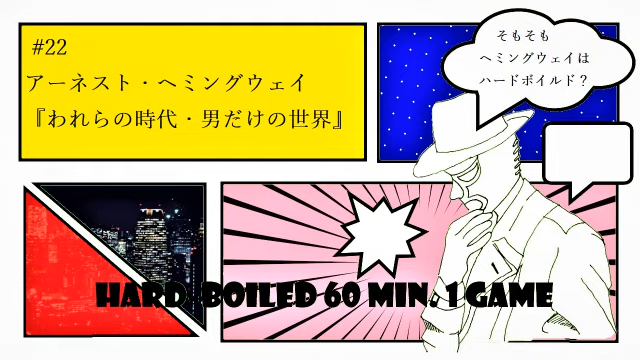 #22
アーネスト・ヘミングウェイ
『われらの時代・男だけの世界』
そもそも
ヘミングウェイは
ハードボイルド？
HARD BOILED 60 MIN. 1 GAME